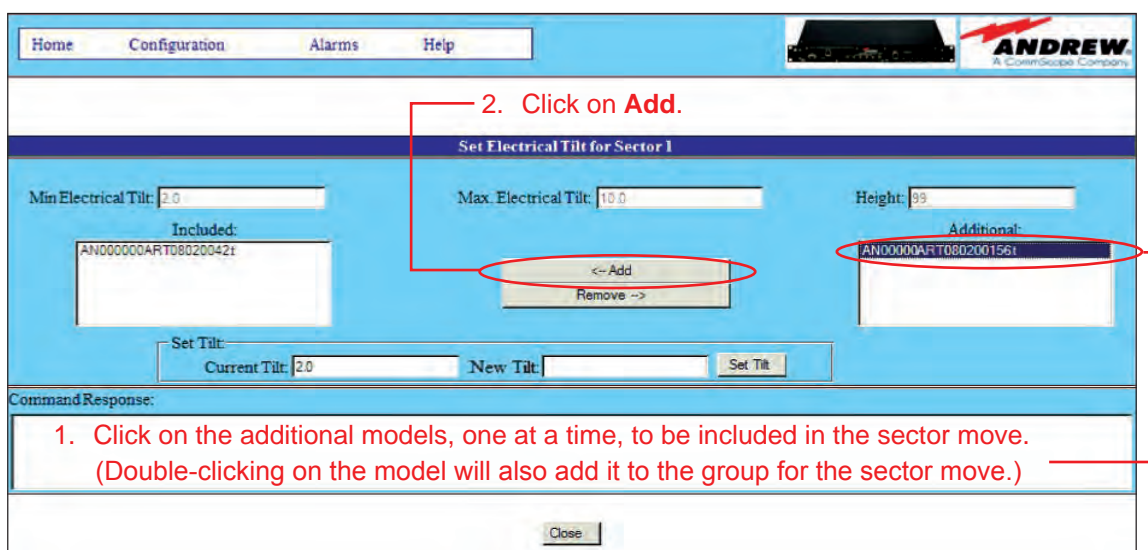 Home Configuration Alarms Help
ANDREW.
A CommScope Company
2. Click on Add.
Set Electrical Tilt for Sector 1
Min Electrical Tilt: 2.0 Max. Electrical Tilt: 10.0 Height: 99
Included: Additional:
AN000000ART08020042t AN00000ART080200156t
<-- Add
Remove -->
Set Tilt:
Current Tilt: 2.0 New Tilt: Set Tilt
Command Response:
1. Click on the additional models, one at a time, to be included in the sector move.
(Double-clicking on the model will also add it to the group for the sector move.)
Close